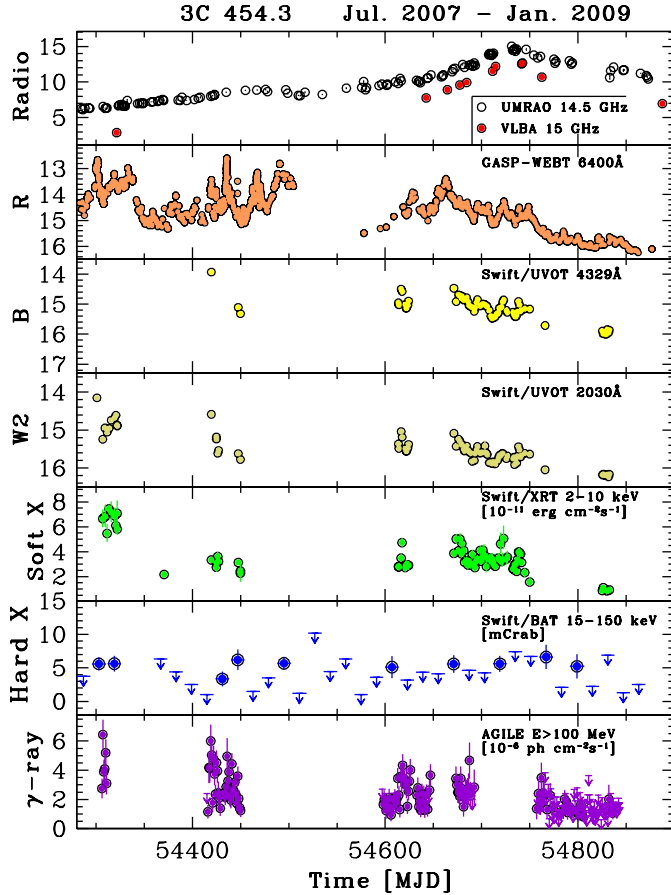 3C 454.3 Jul. 2007 − Jan. 2009
Radio
15
10
5
UMRAO 14.5 GHz
VLBA 15 GHz
R
13
14
15
16
GASP−WEBT 6400Å
B
14
15
16
17
Swift/UVOT 4329Å
W2
14
15
16
Swift/UVOT 2030Å
Soft X
8
6
4
2
Swift/XRT 2−10 keV
[10⁻¹¹ erg cm⁻²s⁻¹]
Hard X
15
10
5
0
Swift/BAT 15−150 keV
[mCrab]
γ−ray
6
4
2
0
AGILE E>100 MeV
[10⁻⁶ ph cm⁻²s⁻¹]
54400 54600 54800
Time [MJD]